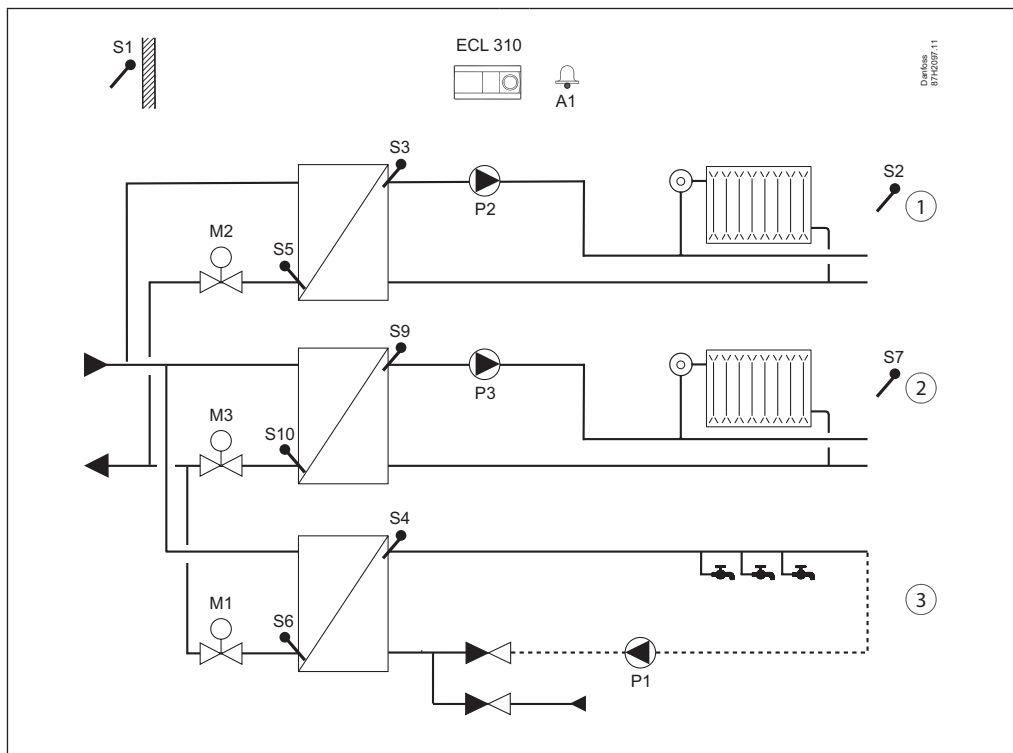 S1
ECL 310
A1
Danfoss
87H2097.11
S3
P2
S2
1
M2
S5
S9
P3
S7
2
M3
S10
S4
M1
S6
3
P1